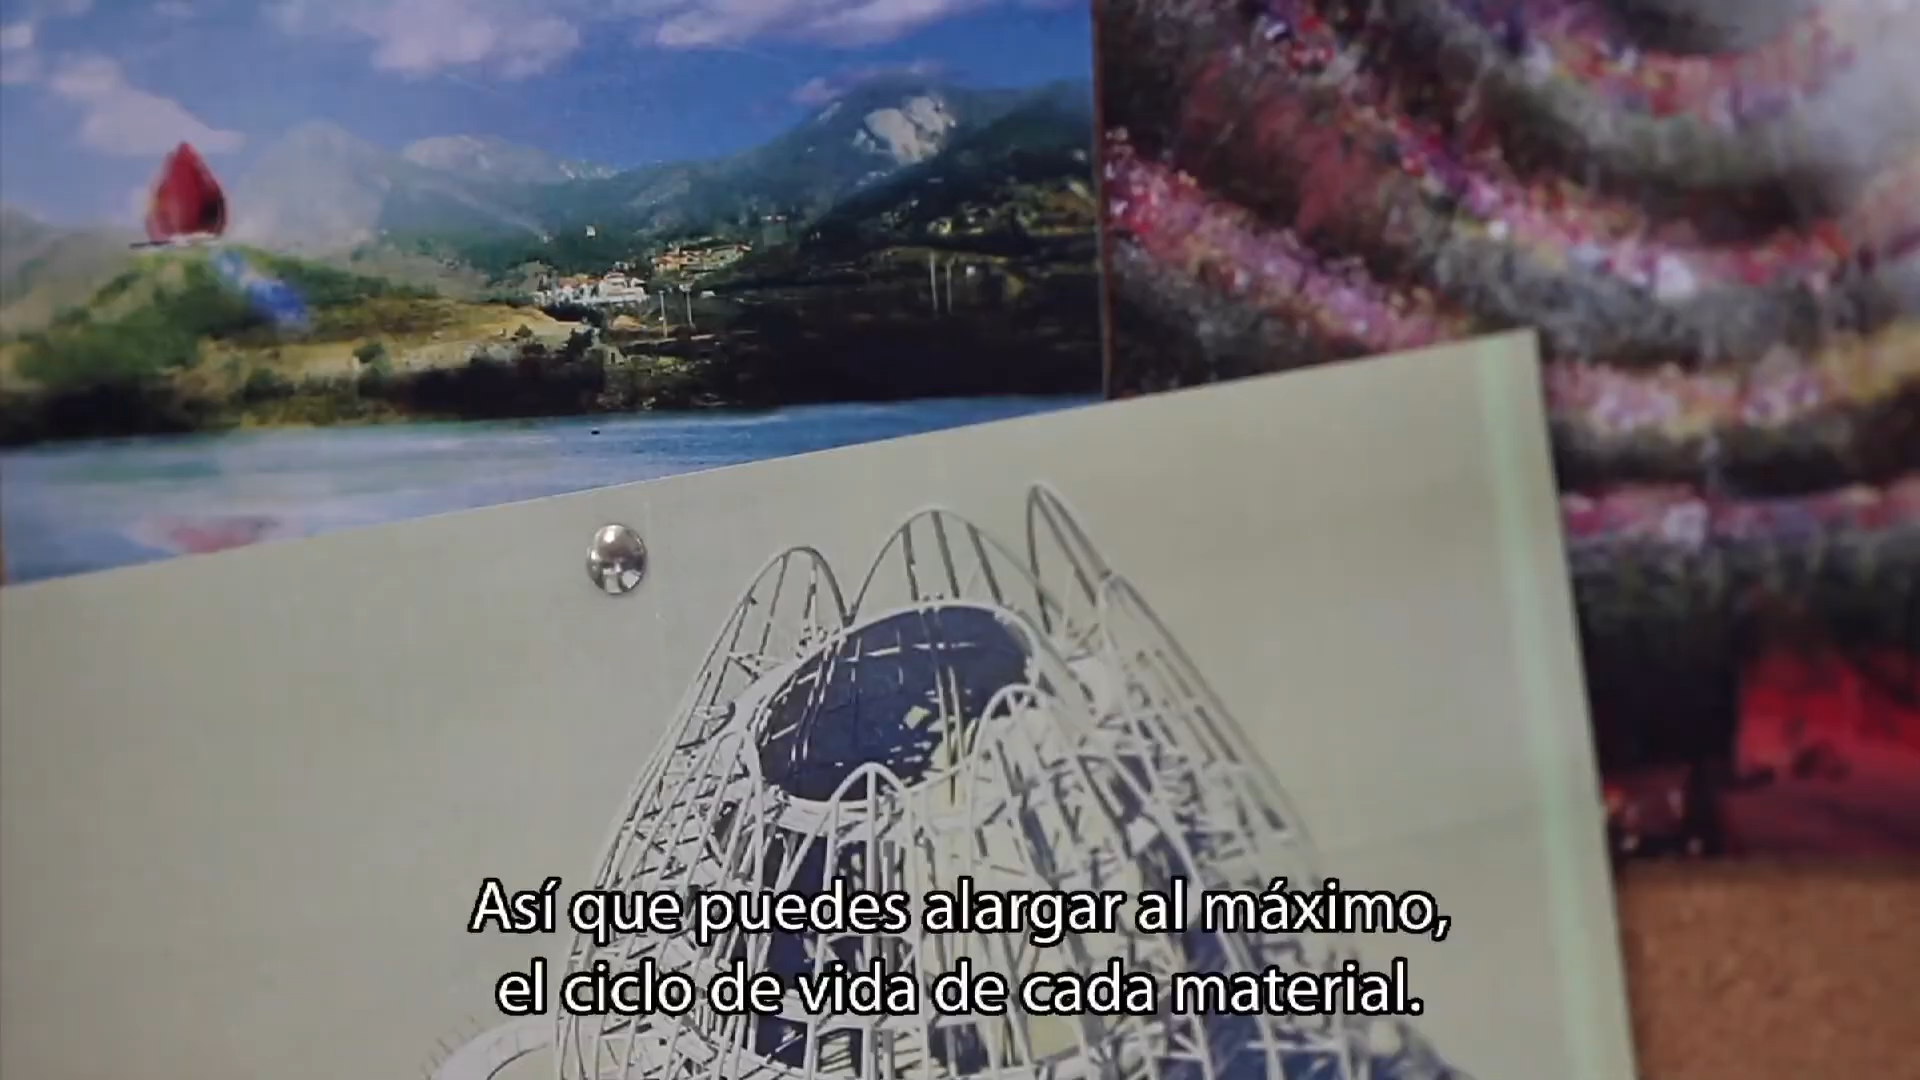 Así que puedes alargar al máximo,
el ciclo de vida de cada material.